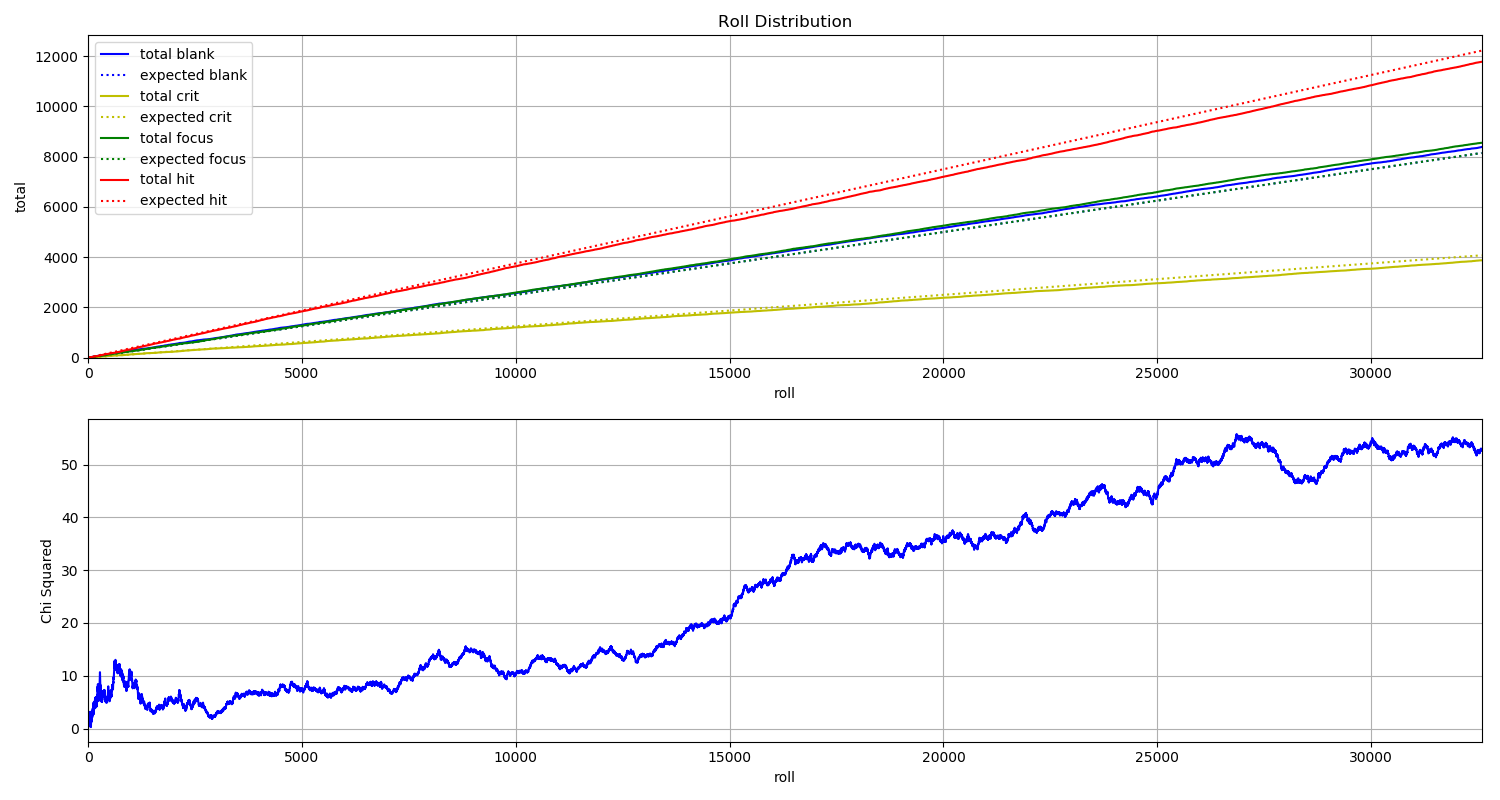 Roll Distribution
total
12000
10000
8000
6000
4000
2000
0
total blank
expected blank
total crit
expected crit
total focus
expected focus
total hit
expected hit
0 5000 10000 15000 20000 25000 30000
roll
Chi Squared
50
40
30
20
10
0
0 5000 10000 15000 20000 25000 30000
roll